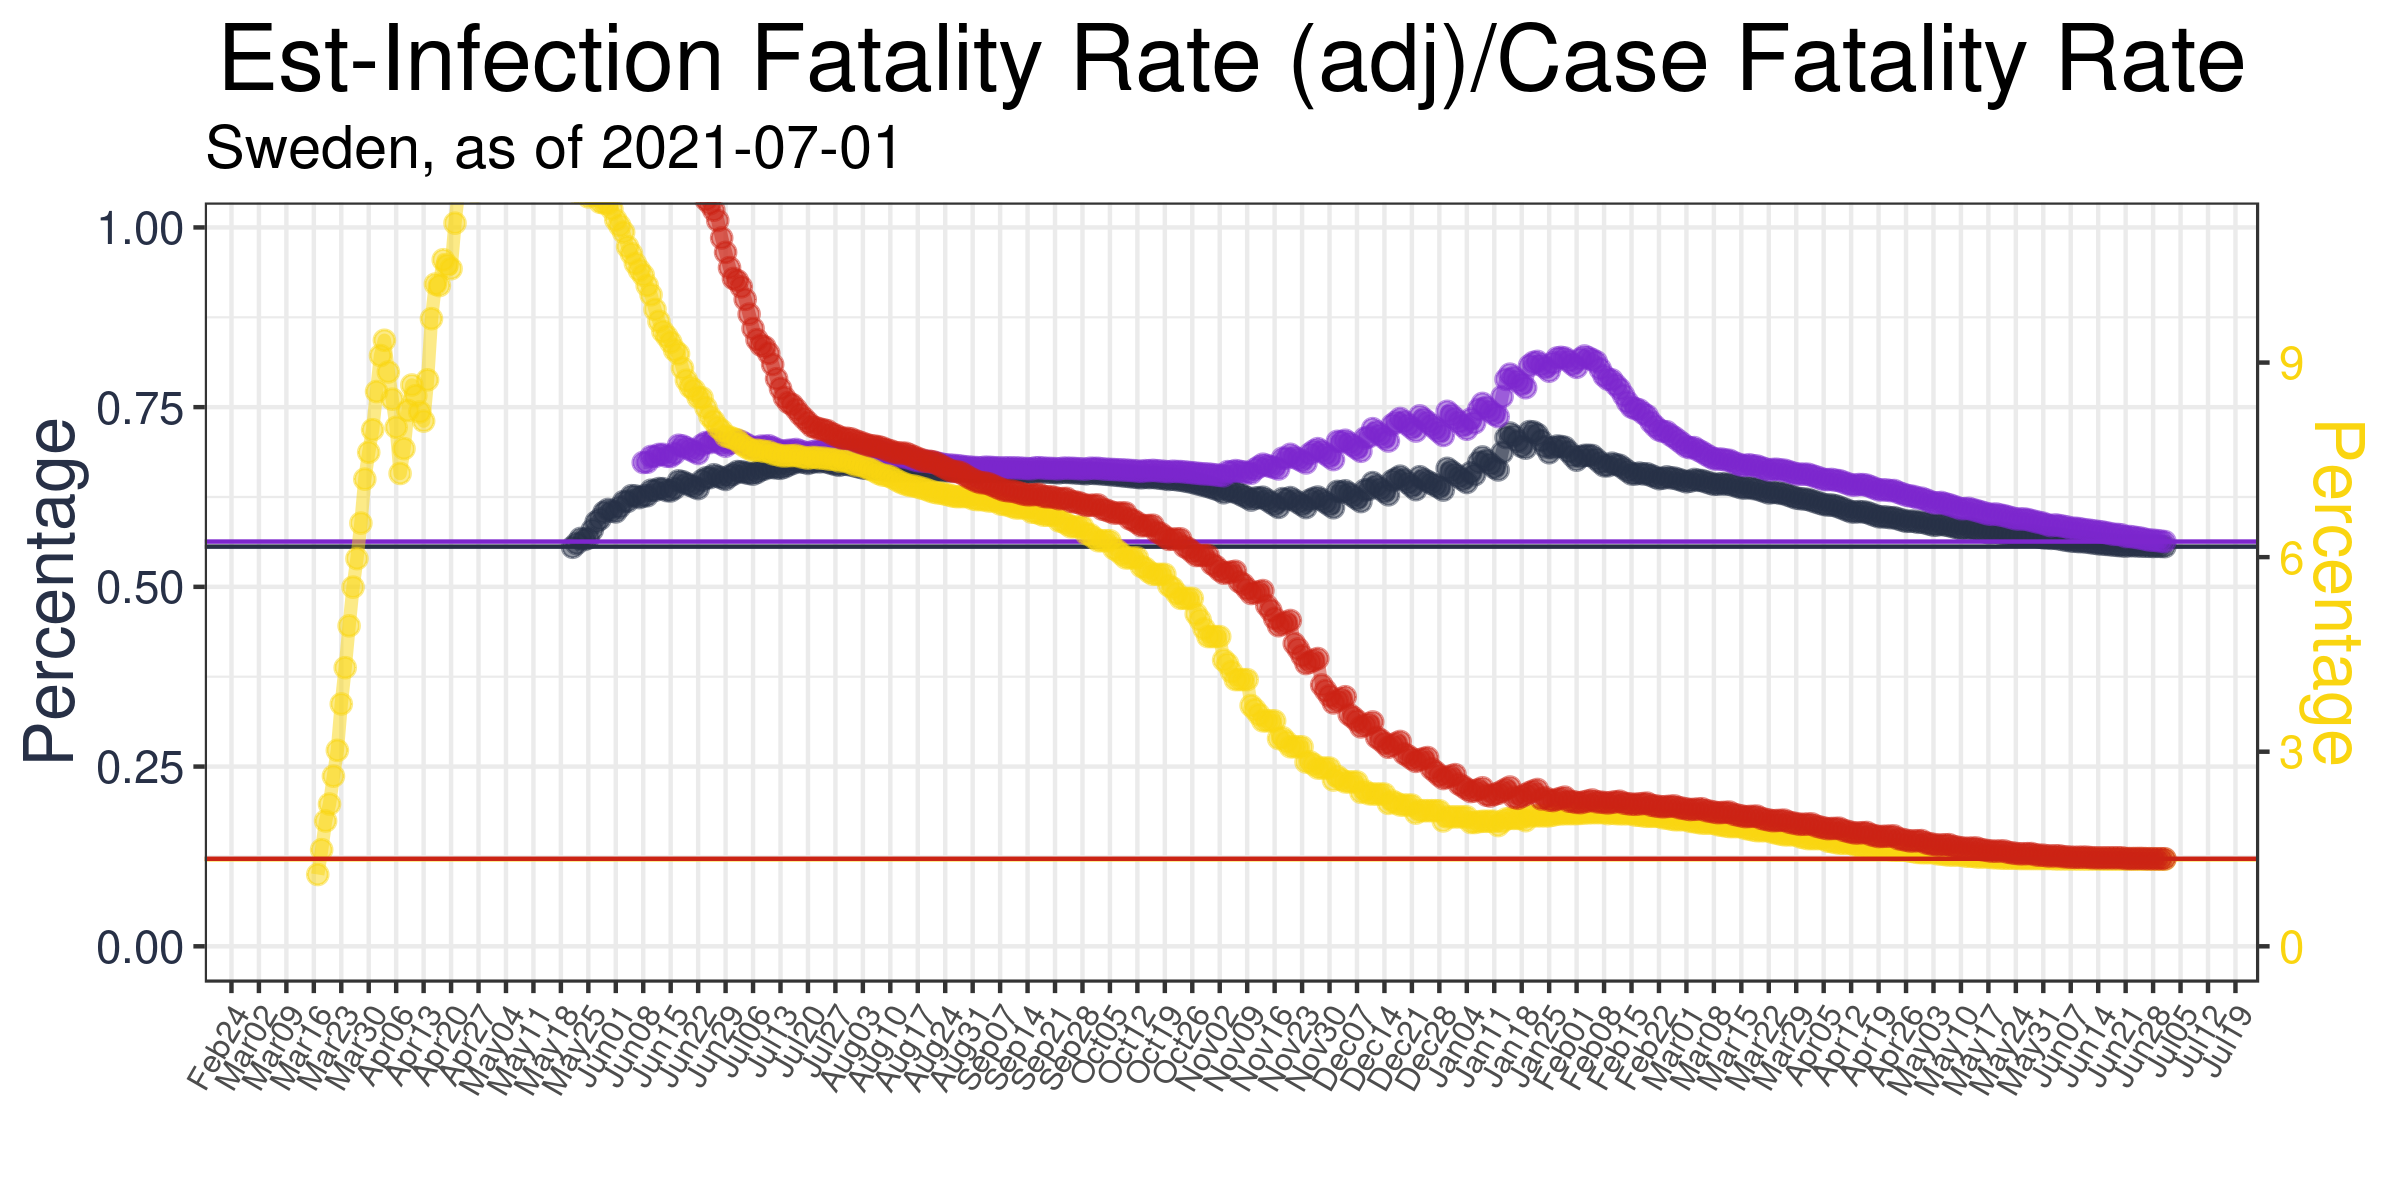 Est-Infection Fatality Rate (adj)/Case Fatality Rate
Sweden, as of 2021-07-01
Percentage
1.00
0.75
0.50
0.25
0.00
9
6
3
0
Percentage
Feb24
Mar02
Mar09
Mar16
Mar23
Mar30
Apr06
Apr13
Apr20
Apr27
May04
May11
May18
May25
Jun01
Jun08
Jun15
Jun22
Jun29
Jul06
Jul13
Jul20
Jul27
Aug03
Aug10
Aug17
Aug24
Aug31
Sep07
Sep14
Sep21
Sep28
Oct05
Oct12
Oct19
Oct26
Nov02
Nov09
Nov16
Nov23
Nov30
Dec07
Dec14
Dec21
Dec28
Jan04
Jan11
Jan18
Jan25
Feb01
Feb08
Feb15
Feb22
Mar01
Mar08
Mar15
Mar22
Mar29
Apr05
Apr12
Apr19
Apr26
May03
May10
May17
May24
May31
Jun07
Jun14
Jun21
Jun28
Jul05
Jul12
Jul19